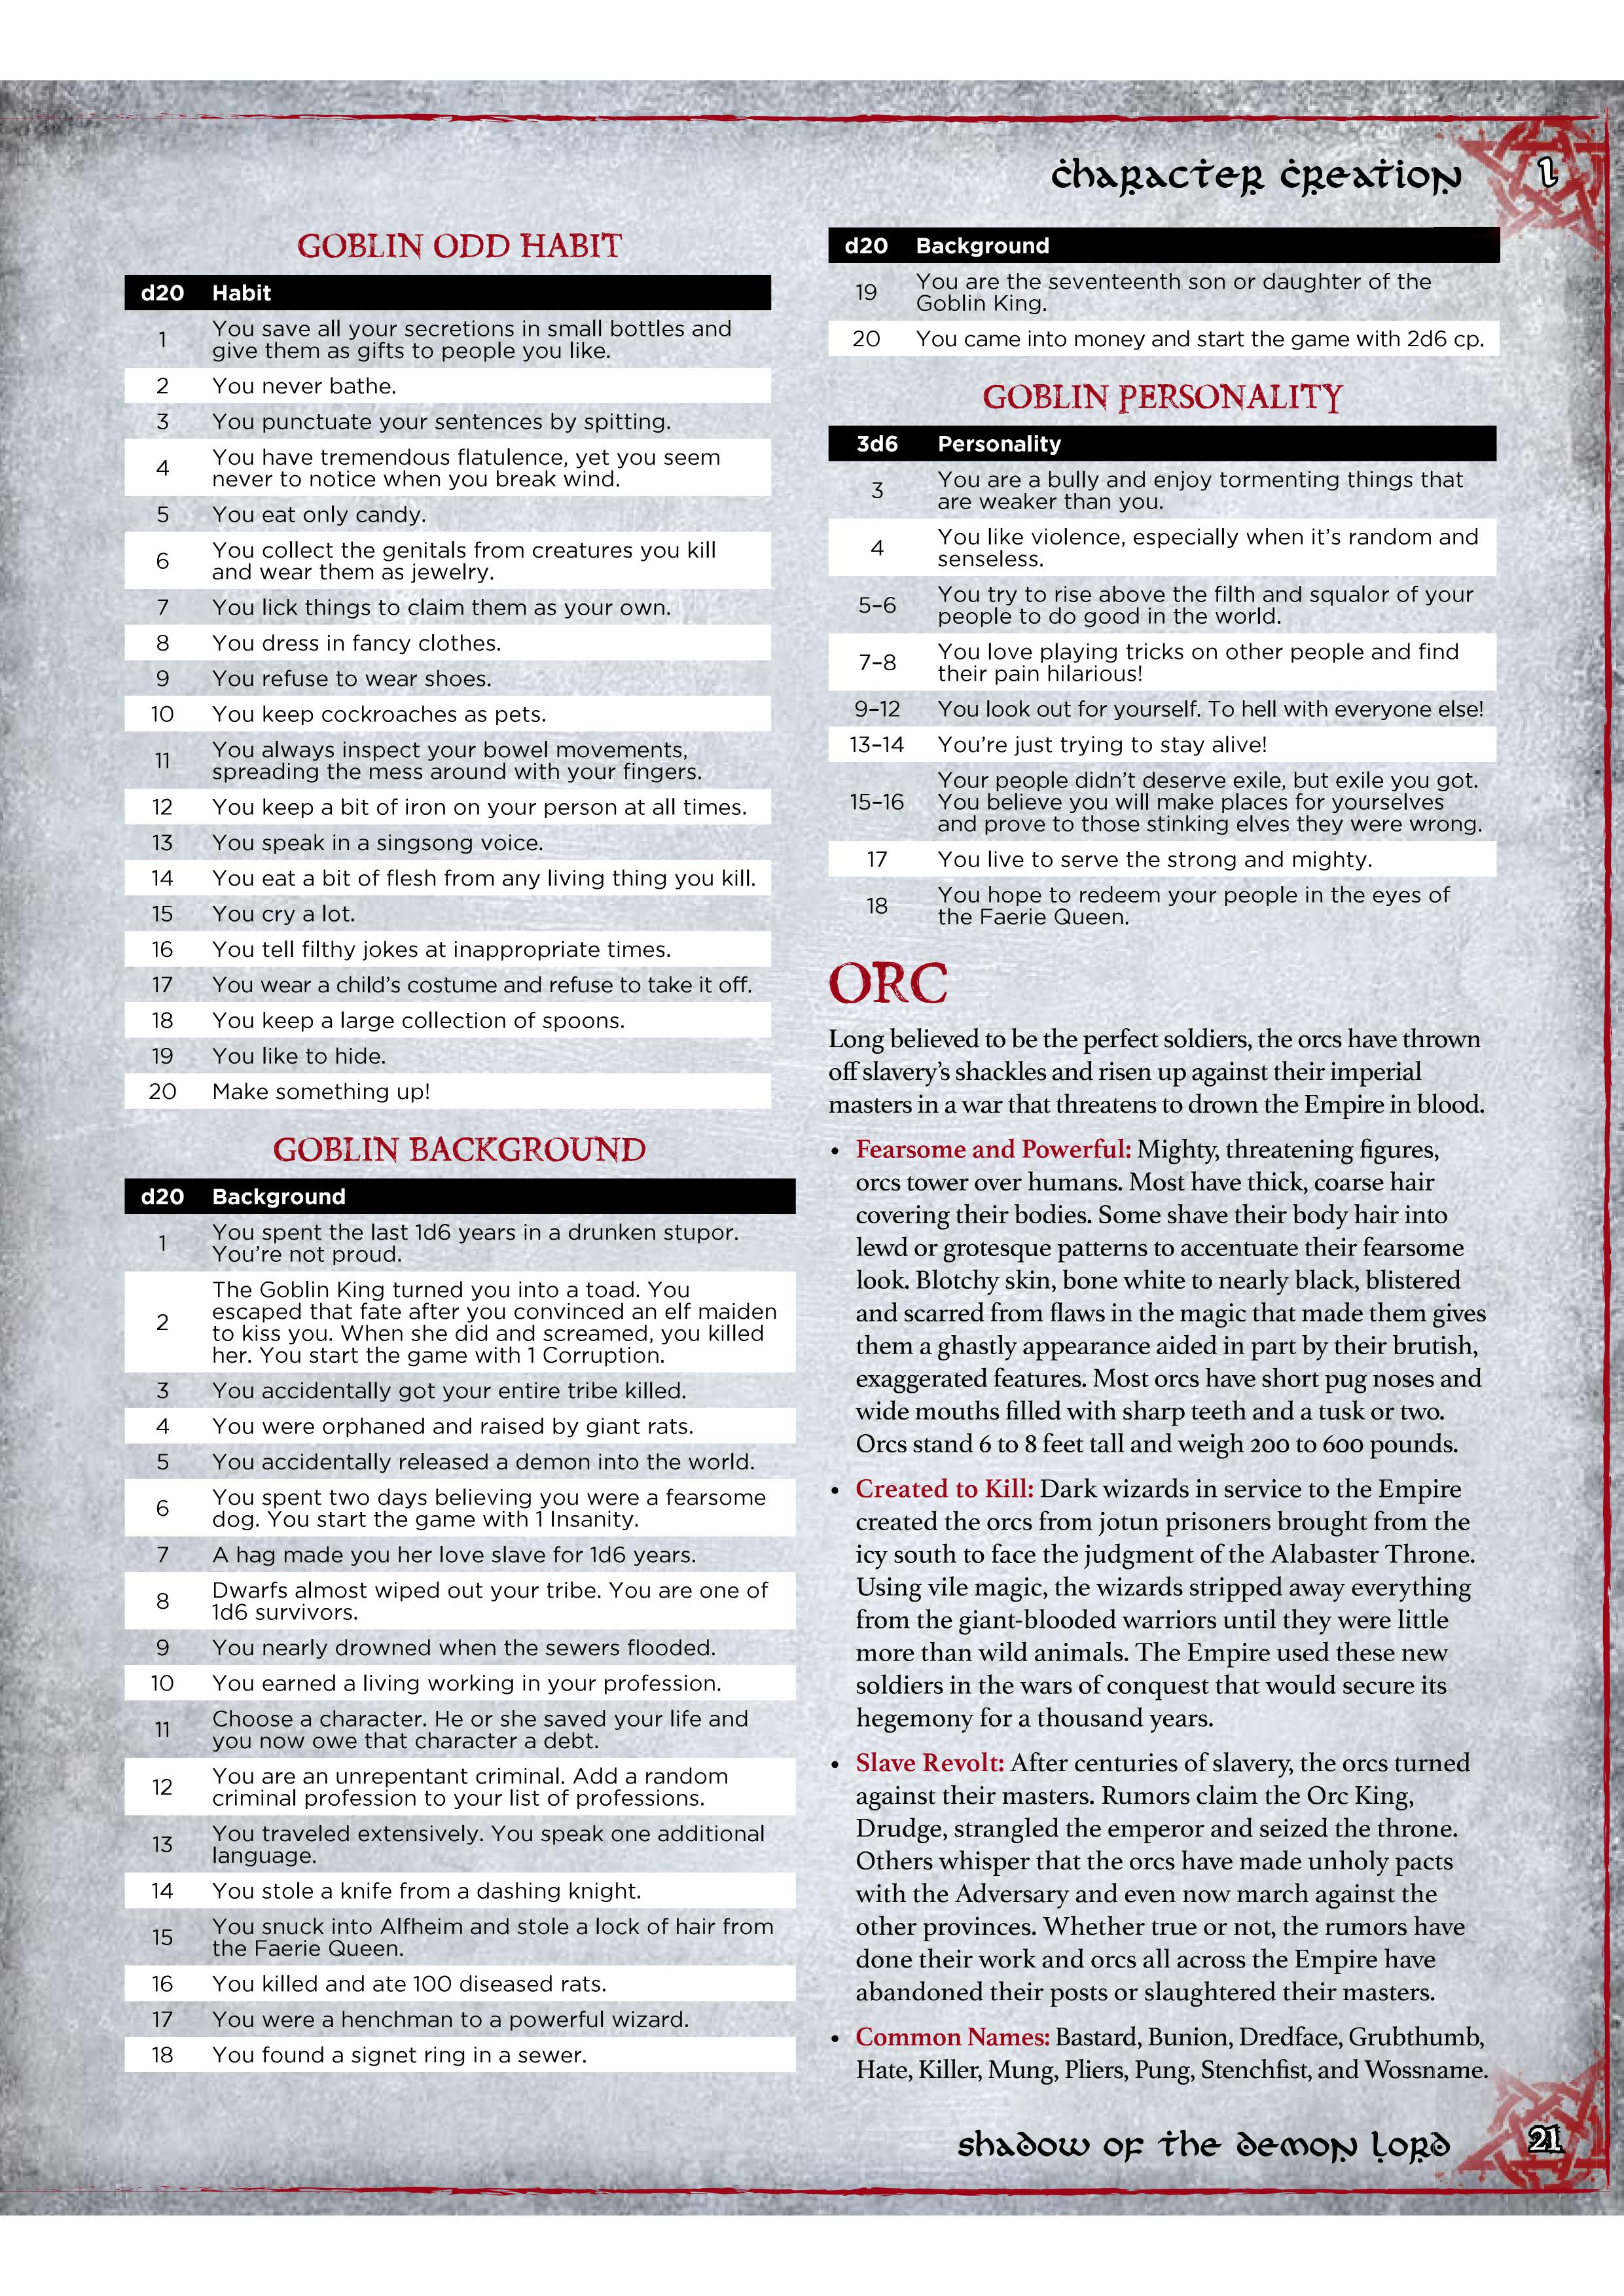 Character Creation
1
GOBLIN ODD HABIT
d20 Habit
1 You save all your secretions in small bottles and
give them as gifts to people you like.
2 You never bathe.
3 You punctuate your sentences by spitting.
4 You have tremendous flatulence, yet you seem
never to notice when you break wind.
5 You eat only candy.
6 You collect the genitals from creatures you kill
and wear them as jewelry.
7 You lick things to claim them as your own.
8 You dress in fancy clothes.
9 You refuse to wear shoes.
10 You keep cockroaches as pets.
11 You always inspect your bowel movements,
spreading the mess around with your fingers.
12 You keep a bit of iron on your person at all times.
13 You speak in a singsong voice.
14 You eat a bit of flesh from any living thing you kill.
15 You cry a lot.
16 You tell filthy jokes at inappropriate times.
17 You wear a child's costume and refuse to take it off.
18 You keep a large collection of spoons.
19 You like to hide.
20 Make something up!
GOBLIN BACKGROUND
d20 Background
1 You spent the last 1d6 years in a drunken stupor.
You're not proud.
2 The Goblin King turned you into a toad. You
escaped that fate after you convinced an elf maiden
to kiss you. When she did and screamed, you killed
her. You start the game with 1 Corruption.
3 You accidentally got your entire tribe killed.
4 You were orphaned and raised by giant rats.
5 You accidentally released a demon into the world.
6 You spent two days believing you were a fearsome
dog. You start the game with 1 Insanity.
7 A hag made you her love slave for 1d6 years.
8 Dwarfs almost wiped out your tribe. You are one of
1d6 survivors.
9 You nearly drowned when the sewers flooded.
10 You earned a living working in your profession.
11 Choose a character. He or she saved your life and
you now owe that character a debt.
12 You are an unrepentant criminal. Add a random
criminal profession to your list of professions.
13 You traveled extensively. You speak one additional
language.
14 You stole a knife from a dashing knight.
15 You snuck into Alfheim and stole a lock of hair from
the Faerie Queen.
16 You killed and ate 100 diseased rats.
17 You were a henchman to a powerful wizard.
18 You found a signet ring in a sewer.
d20 Background
19 You are the seventeenth son or daughter of the
Goblin King.
20 You came into money and start the game with 2d6 cp.
GOBLIN PERSONALITY
3d6 Personality
3 You are a bully and enjoy tormenting things that
are weaker than you.
4 You like violence, especially when it's random and
senseless.
5–6 You try to rise above the filth and squalor of your
people to do good in the world.
7–8 You love playing tricks on other people and find
their pain hilarious!
9–12 You look out for yourself. To hell with everyone else!
13–14 You're just trying to stay alive!
15–16 Your people didn't deserve exile, but exile you got.
You believe you will make places for yourselves
and prove to those stinking elves they were wrong.
17 You live to serve the strong and mighty.
18 You hope to redeem your people in the eyes of
the Faerie Queen.
ORC
Long believed to be the perfect soldiers, the orcs have thrown
off slavery's shackles and risen up against their imperial
masters in a war that threatens to drown the Empire in blood.
• Fearsome and Powerful: Mighty, threatening figures,
orcs tower over humans. Most have thick, coarse hair
covering their bodies. Some shave their body hair into
lewd or grotesque patterns to accentuate their fearsome
look. Blotchy skin, bone white to nearly black, blistered
and scarred from flaws in the magic that made them gives
them a ghastly appearance aided in part by their brutish,
exaggerated features. Most orcs have short pug noses and
wide mouths filled with sharp teeth and a tusk or two.
Orcs stand 6 to 8 feet tall and weigh 200 to 600 pounds.
• Created to Kill: Dark wizards in service to the Empire
created the orcs from jotun prisoners brought from the
icy south to face the judgment of the Alabaster Throne.
Using vile magic, the wizards stripped away everything
from the giant-blooded warriors until they were little
more than wild animals. The Empire used these new
soldiers in the wars of conquest that would secure its
hegemony for a thousand years.
• Slave Revolt: After centuries of slavery, the orcs turned
against their masters. Rumors claim the Orc King,
Drudge, strangled the emperor and seized the throne.
Others whisper that the orcs have made unholy pacts
with the Adversary and even now march against the
other provinces. Whether true or not, the rumors have
done their work and orcs all across the Empire have
abandoned their posts or slaughtered their masters.
• Common Names: Bastard, Bunion, Dredface, Grubthumb,
Hate, Killer, Mung, Pliers, Pung, Stenchfist, and Wossname.
Shadow of the Demon Lord
21